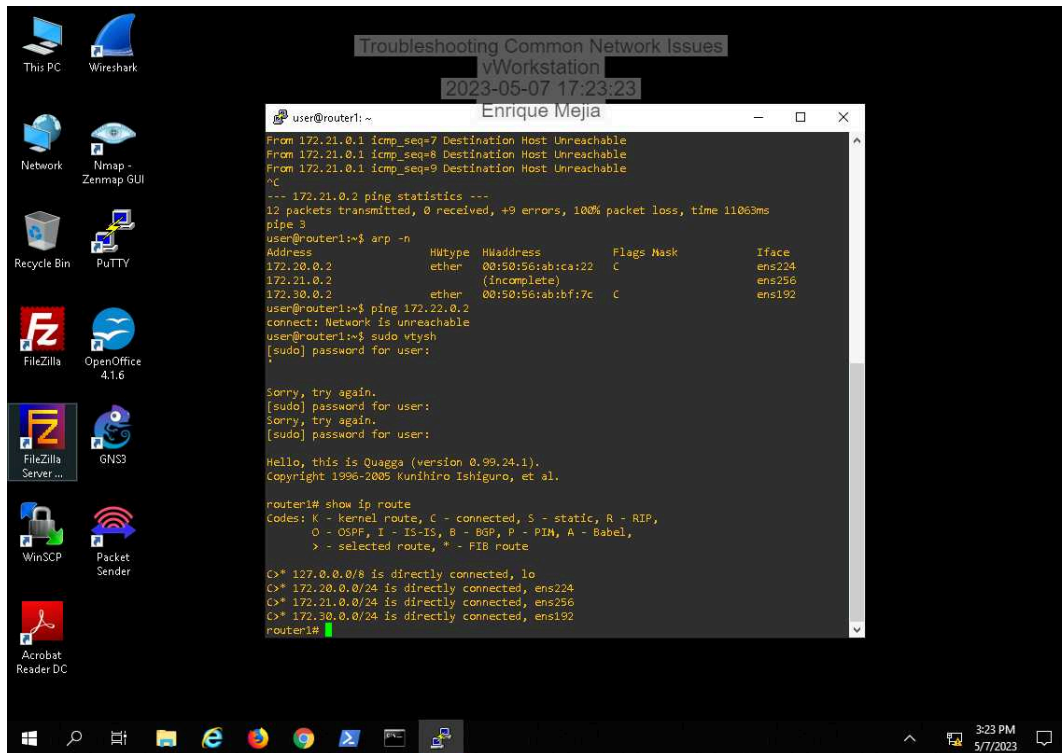 This PC
Wireshark
Network
Nmap -
Zenmap GUI
Recycle Bin
PuTTY
FileZilla
OpenOffice
4.1.6
FileZilla
Server ...
GNS3
WinSCP
Packet
Sender
Acrobat
Reader DC
Troubleshooting Common Network Issues
vWorkstation
2023-05-07 17:23:23
Enrique Mejia
user@router1: ~
From 172.21.0.1 icmp_seq=7 Destination Host Unreachable
From 172.21.0.1 icmp_seq=8 Destination Host Unreachable
From 172.21.0.1 icmp_seq=9 Destination Host Unreachable
^C
--- 172.21.0.2 ping statistics ---
12 packets transmitted, 0 received, +9 errors, 100% packet loss, time 11063ms
pipe 3
user@router1:~$ arp -n
Address HWtype HWaddress Flags Mask Iface
172.20.0.2 ether 00:50:56:ab:ca:22 C ens224
172.21.0.2 (incomplete) ens256
172.30.0.2 ether 00:50:56:ab:bf:7c C ens192
user@router1:~$ ping 172.22.0.2
connect: Network is unreachable
user@router1:~$ sudo vtysh
[sudo] password for user:
'
Sorry, try again.
[sudo] password for user:
Sorry, try again.
[sudo] password for user:
Hello, this is Quagga (version 0.99.24.1).
Copyright 1996-2005 Kunihiro Ishiguro, et al.
router1# show ip route
Codes: K - kernel route, C - connected, S - static, R - RIP,
O - OSPF, I - IS-IS, B - BGP, P - PIM, A - Babel,
> - selected route, * - FIB route
C>* 127.0.0.0/8 is directly connected, lo
C>* 172.20.0.0/24 is directly connected, ens224
C>* 172.21.0.0/24 is directly connected, ens256
C>* 172.30.0.0/24 is directly connected, ens192
router1#
3:23 PM
5/7/2023